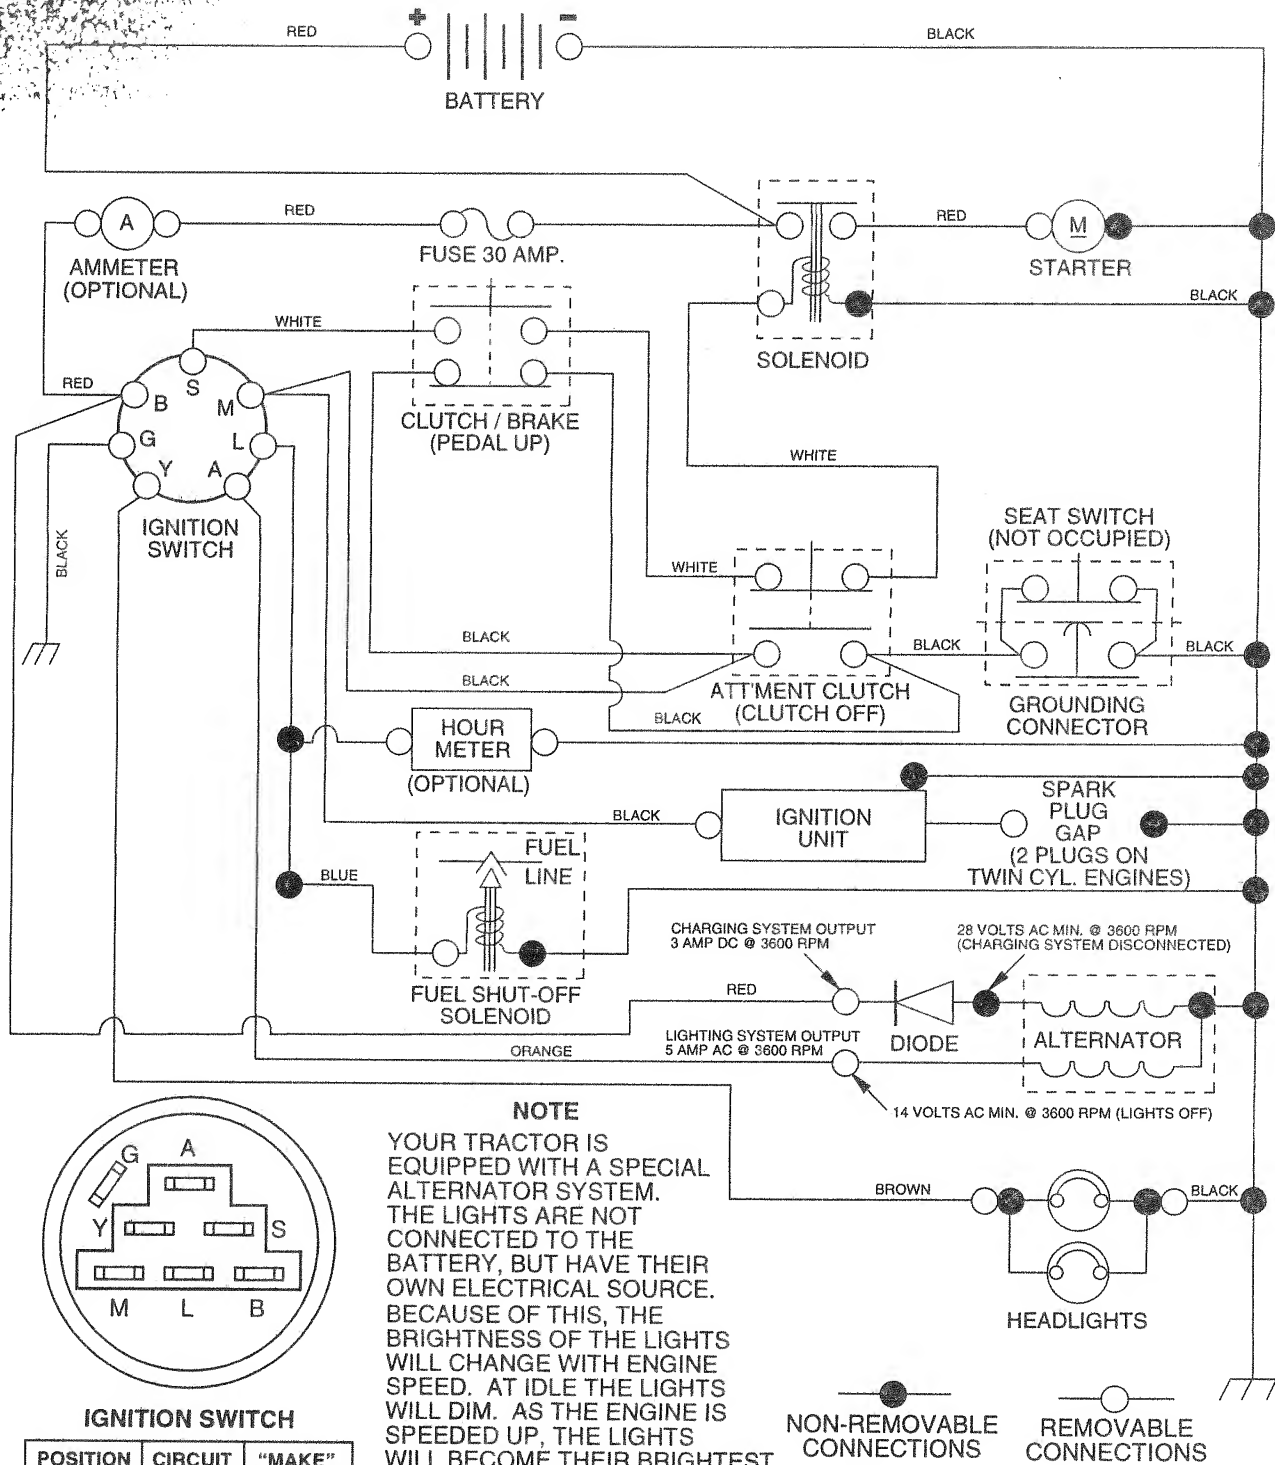 +
−
RED
BLACK
BATTERY
A
RED
RED
M
AMMETER
(OPTIONAL)
FUSE 30 AMP.
STARTER
BLACK
WHITE
SOLENOID
RED
S
B
M
G
L
Y
A
CLUTCH / BRAKE
(PEDAL UP)
WHITE
IGNITION
SWITCH
BLACK
SEAT SWITCH
(NOT OCCUPIED)
WHITE
BLACK
BLACK
BLACK
BLACK
ATT'MENT CLUTCH
(CLUTCH OFF)
BLACK
GROUNDING
CONNECTOR
HOUR
METER
(OPTIONAL)
BLACK
IGNITION
UNIT
SPARK
PLUG
GAP
(2 PLUGS ON
TWIN CYL. ENGINES)
FUEL
LINE
BLUE
CHARGING SYSTEM OUTPUT
3 AMP DC @ 3600 RPM
28 VOLTS AC MIN. @ 3600 RPM
(CHARGING SYSTEM DISCONNECTED)
FUEL SHUT-OFF
SOLENOID
RED
DIODE
ALTERNATOR
LIGHTING SYSTEM OUTPUT
5 AMP AC @ 3600 RPM
ORANGE
14 VOLTS AC MIN. @ 3600 RPM (LIGHTS OFF)
G
A
Y
S
M
L
B
NOTE
YOUR TRACTOR IS
EQUIPPED WITH A SPECIAL
ALTERNATOR SYSTEM.
THE LIGHTS ARE NOT
CONNECTED TO THE
BATTERY, BUT HAVE THEIR
OWN ELECTRICAL SOURCE.
BECAUSE OF THIS, THE
BRIGHTNESS OF THE LIGHTS
WILL CHANGE WITH ENGINE
SPEED. AT IDLE THE LIGHTS
WILL DIM. AS THE ENGINE IS
SPEEDED UP, THE LIGHTS
WILL BECOME THEIR BRIGHTEST
BROWN
BLACK
HEADLIGHTS
IGNITION SWITCH
POSITION CIRCUIT "MAKE"
NON-REMOVABLE
CONNECTIONS
REMOVABLE
CONNECTIONS